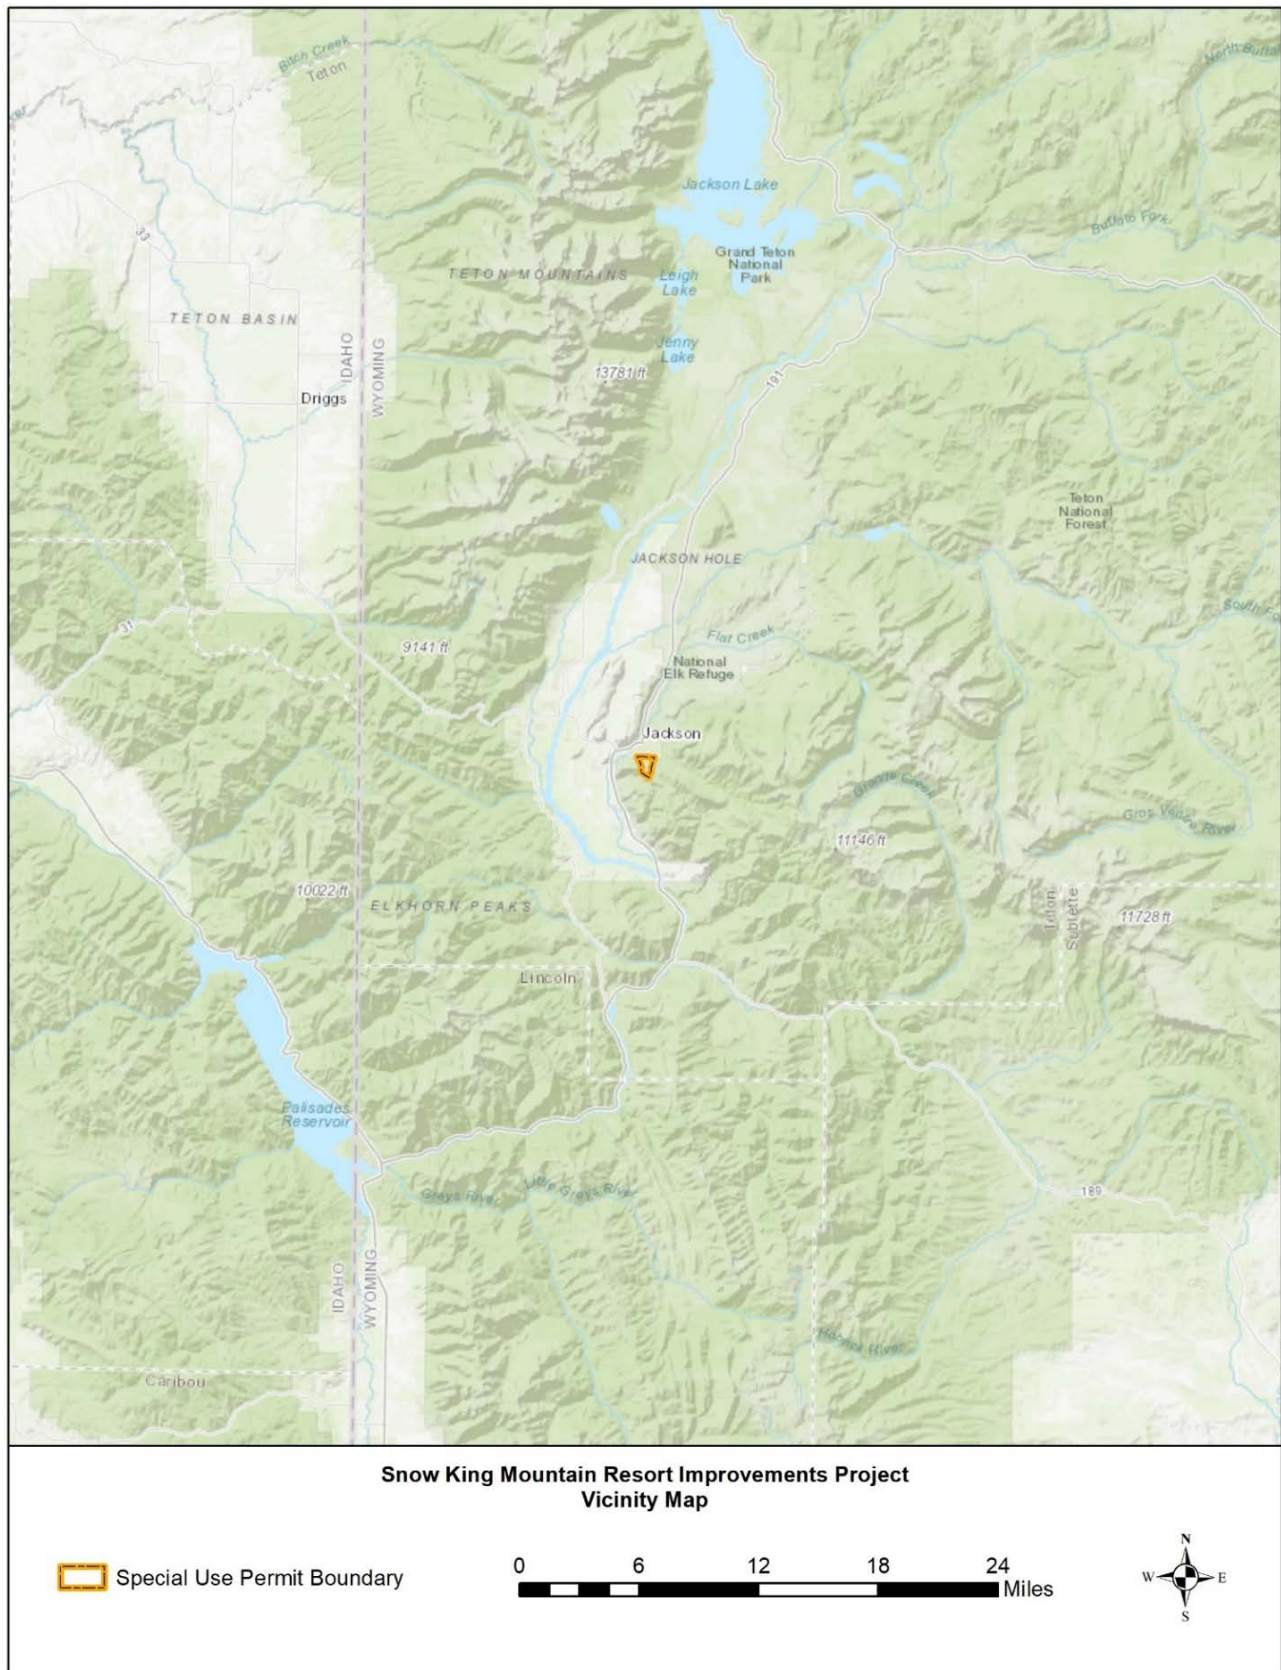 Bitch Creek
Teton
North Buffal
Jackson Lake
33
Buffalo Fork
Grand Teton
National
Park
TETON MOUNTAINS
Leigh
Lake
TETON BASIN
Jenny
Lake
IDAHO
WYOMING
13781 ft
191
Driggs
Teton
National
Forest
JACKSON HOLE
South Fo
31
Flat Creek
9141 ft
National
Elk Refuge
Jackson
Granite Creek
Gros Ventre River
11146 ft
10022 ft
ELKHORN PEAKS
Teton
Sublette
11728 ft
Lincoln
Palisades
Reservoir
Greys River
Little Greys River
189
IDAHO
WYOMING
Hoback River
Caribou
Snow King Mountain Resort Improvements Project
Vicinity Map
Special Use Permit Boundary
0 6 12 18 24
Miles
N
W E
S